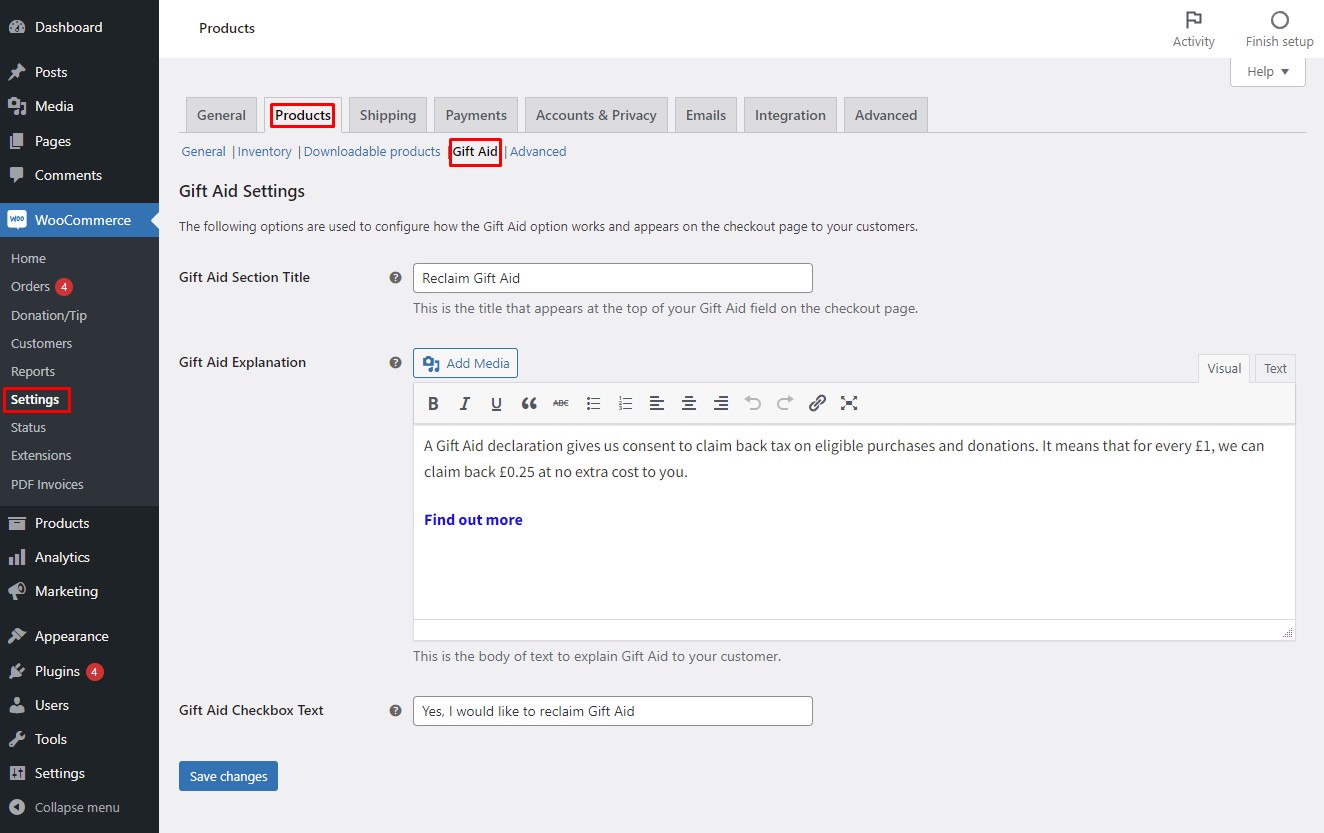 Dashboard
Posts
Media
Pages
Comments
WOO WooCommerce
Home
Orders 4
Donation/Tip
Customers
Reports
Settings
Status
Extensions
PDF Invoices
Products
Analytics
Marketing
Appearance
Plugins 4
Users
Tools
Settings
Collapse menu
Products
Activity
Finish setup
Help
General Products Shipping Payments Accounts & Privacy Emails Integration Advanced
General | Inventory | Downloadable products | Gift Aid | Advanced
Gift Aid Settings
The following options are used to configure how the Gift Aid option works and appears on the checkout page to your customers.
Gift Aid Section Title ? Reclaim Gift Aid
This is the title that appears at the top of your Gift Aid field on the checkout page.
Gift Aid Explanation ? Add Media
Visual Text
B I U ABC
A Gift Aid declaration gives us consent to claim back tax on eligible purchases and donations. It means that for every £1, we can
claim back £0.25 at no extra cost to you.
Find out more
This is the body of text to explain Gift Aid to your customer.
Gift Aid Checkbox Text ? Yes, I would like to reclaim Gift Aid
Save changes